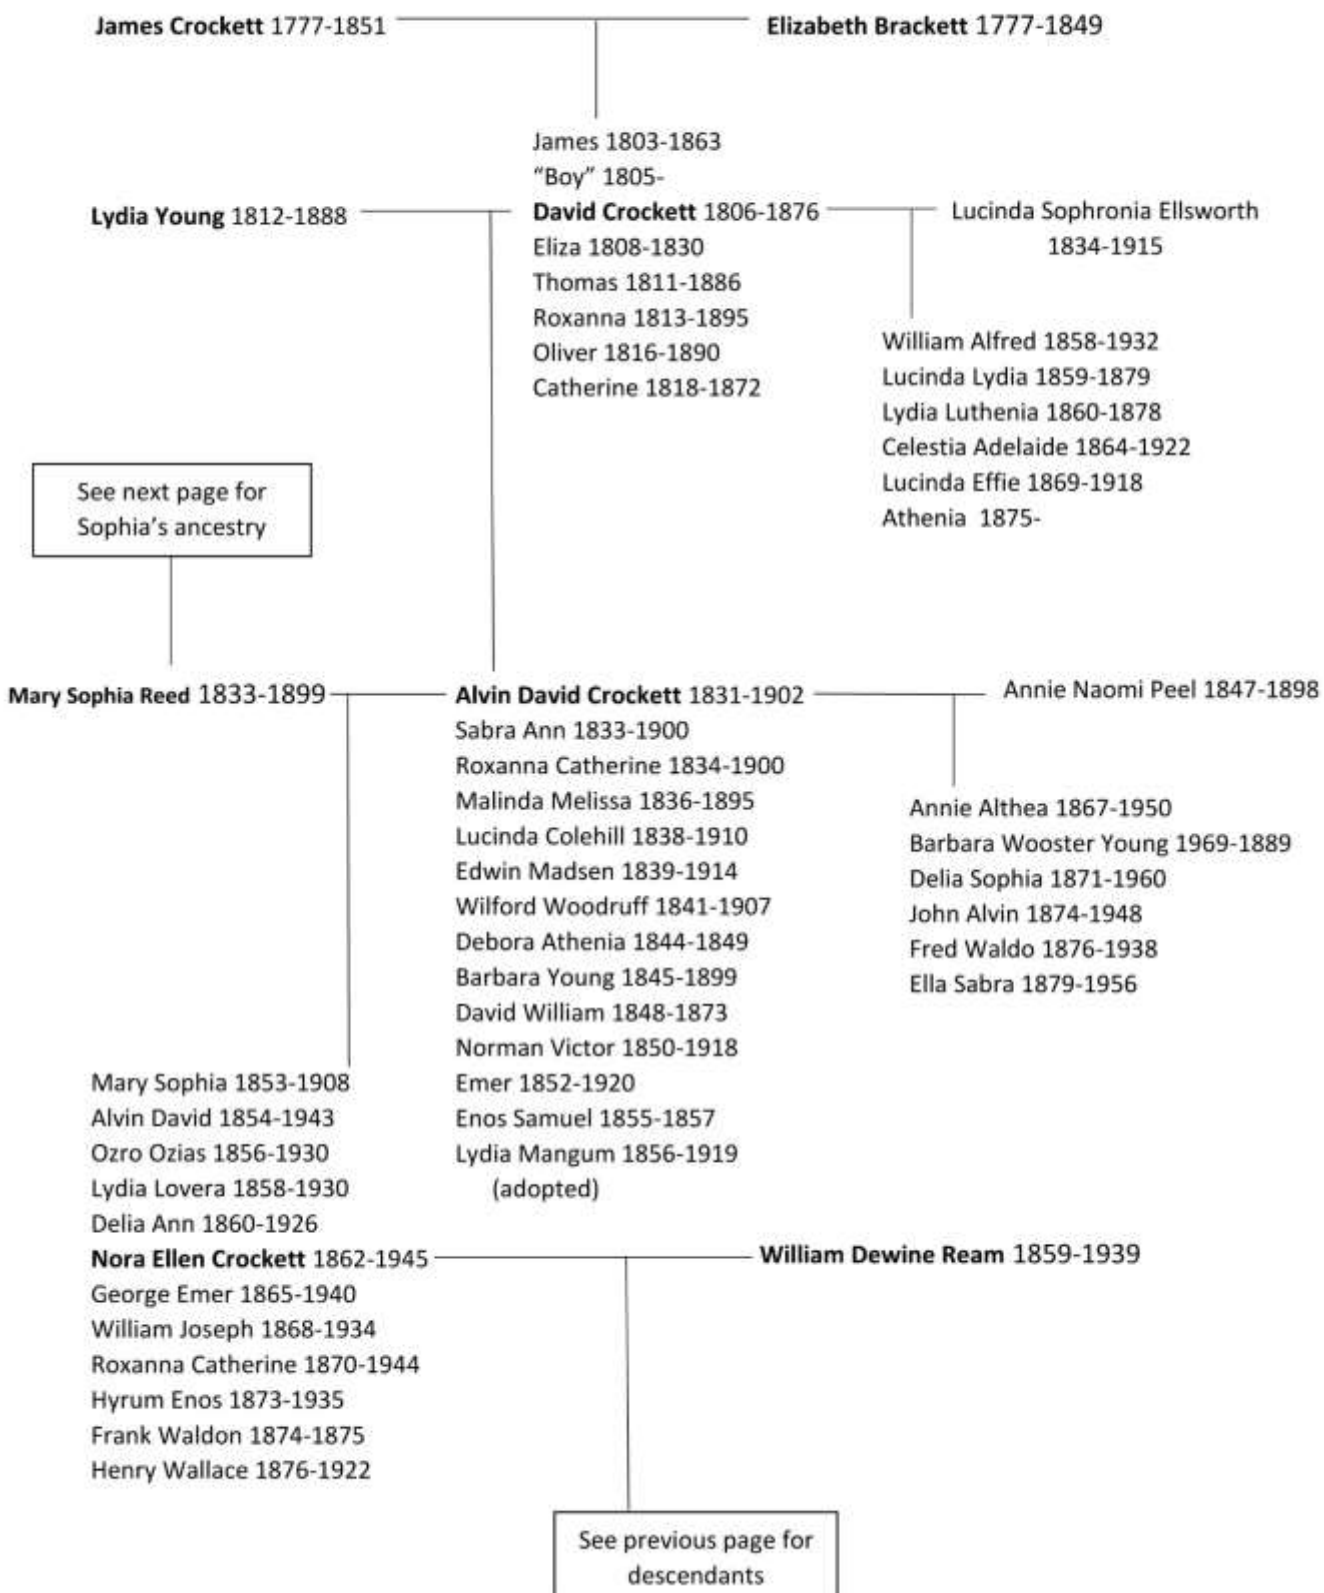 James Crockett 1777-1851
Elizabeth Brackett 1777-1849
James 1803-1863
“Boy” 1805-
Lydia Young 1812-1888
David Crockett 1806-1876
Lucinda Sophronia Ellsworth
1834-1915
Eliza 1808-1830
Thomas 1811-1886
Roxanna 1813-1895
Oliver 1816-1890
Catherine 1818-1872
William Alfred 1858-1932
Lucinda Lydia 1859-1879
Lydia Luthenia 1860-1878
Celestia Adelaide 1864-1922
Lucinda Effie 1869-1918
Athenia 1875-
See next page for
Sophia’s ancestry
Mary Sophia Reed 1833-1899
Alvin David Crockett 1831-1902
Annie Naomi Peel 1847-1898
Sabra Ann 1833-1900
Roxanna Catherine 1834-1900
Malinda Melissa 1836-1895
Lucinda Colehill 1838-1910
Edwin Madsen 1839-1914
Wilford Woodruff 1841-1907
Debora Athenia 1844-1849
Barbara Young 1845-1899
David William 1848-1873
Norman Victor 1850-1918
Emer 1852-1920
Enos Samuel 1855-1857
Lydia Mangum 1856-1919
(adopted)
Annie Althea 1867-1950
Barbara Wooster Young 1969-1889
Delia Sophia 1871-1960
John Alvin 1874-1948
Fred Waldo 1876-1938
Ella Sabra 1879-1956
Mary Sophia 1853-1908
Alvin David 1854-1943
Ozro Ozias 1856-1930
Lydia Lovera 1858-1930
Delia Ann 1860-1926
Nora Ellen Crockett 1862-1945
William Dewine Ream 1859-1939
George Emer 1865-1940
William Joseph 1868-1934
Roxanna Catherine 1870-1944
Hyrum Enos 1873-1935
Frank Waldon 1874-1875
Henry Wallace 1876-1922
See previous page for
descendants